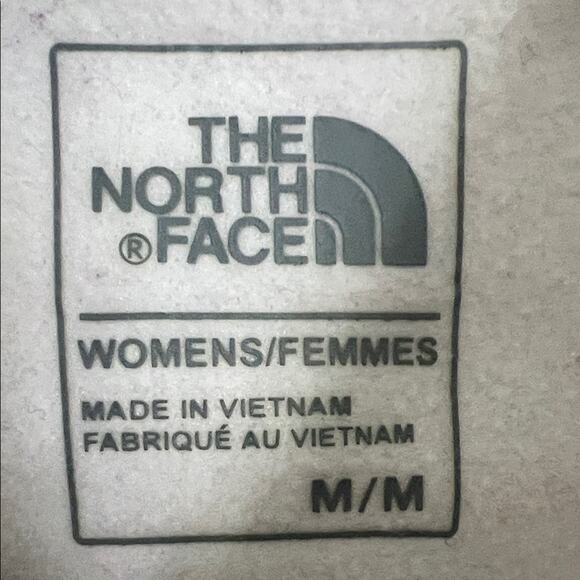 THE
NORTH
®FACE
WOMENS/FEMMES
MADE IN VIETNAM
FABRIQUÉ AU VIETNAM
M/M